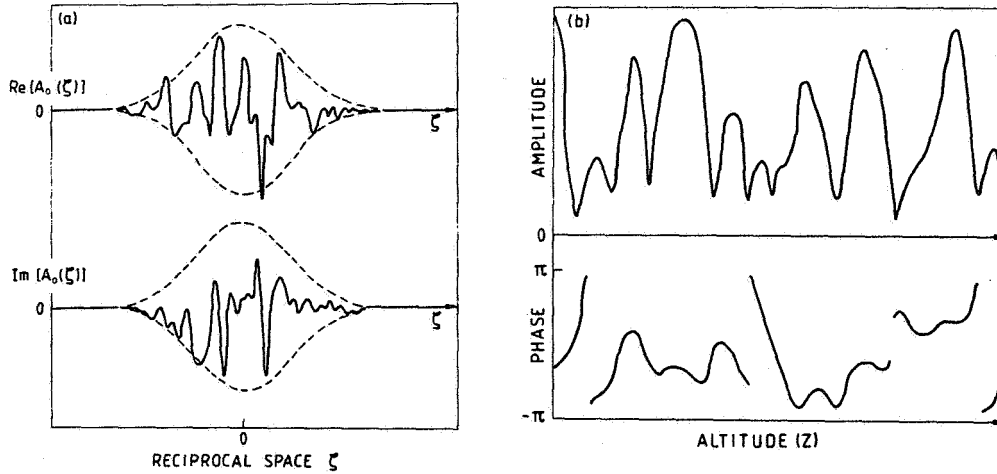 (a)
Re[A₀(ζ)]
0
ζ
Im[A₀(ζ)]
0
ζ
0
RECIPROCAL SPACE ζ
(b)
AMPLITUDE
0
π
PHASE
-π
ALTITUDE (Z)